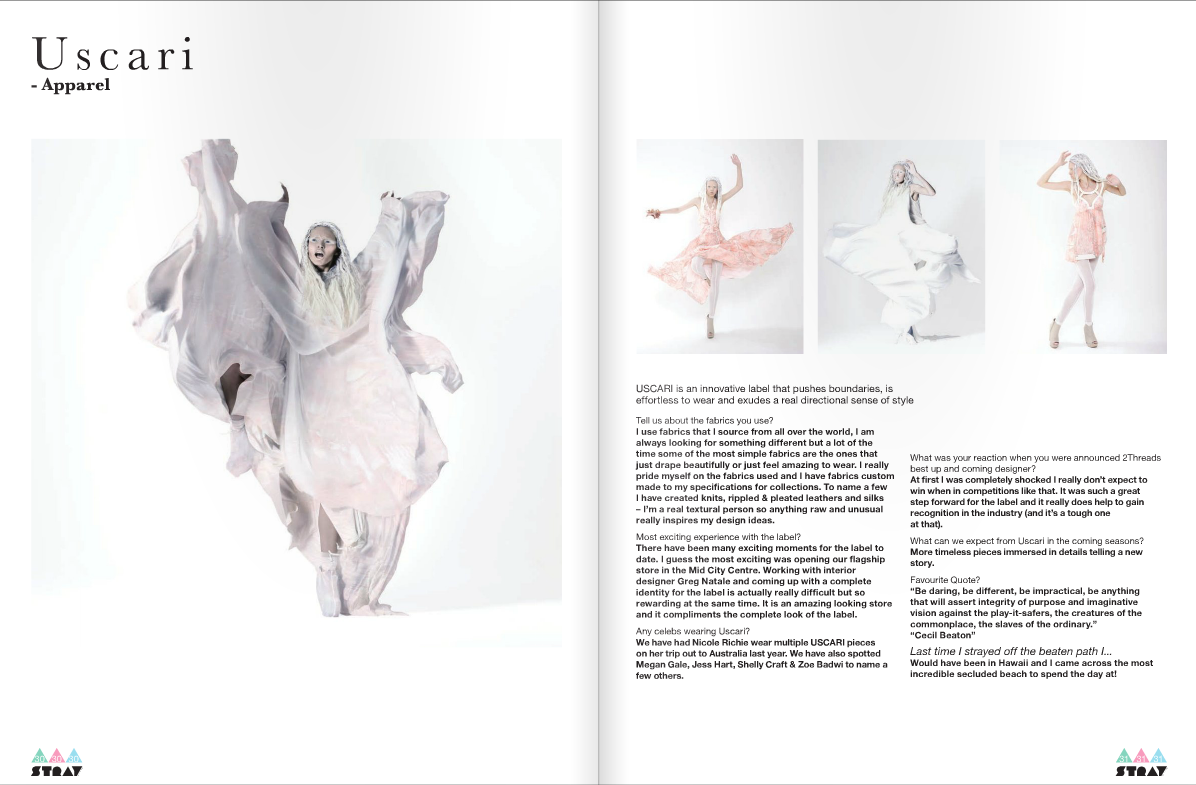 Uscari
- Apparel
USCARI is an innovative label that pushes boundaries, is
effortless to wear and exudes a real directional sense of style
Tell us about the fabrics you use?
I use fabrics that I source from all over the world, I am
always looking for something different but a lot of the
time some of the most simple fabrics are the ones that
just drape beautifully or just feel amazing to wear. I really
pride myself on the fabrics used and I have fabrics custom
made to my specifications for collections. To name a few
I have created knits, rippled & pleated leathers and silks
– I'm a real textural person so anything raw and unusual
really inspires my design ideas.
Most exciting experience with the label?
There have been many exciting moments for the label to
date. I guess the most exciting was opening our flagship
store in the Mid City Centre. Working with interior
designer Greg Natale and coming up with a complete
identity for the label is actually really difficult but so
rewarding at the same time. It is an amazing looking store
and it compliments the complete look of the label.
Any celebs wearing Uscari?
We have had Nicole Richie wear multiple USCARI pieces
on her trip out to Australia last year. We have also spotted
Megan Gale, Jess Hart, Shelly Craft & Zoe Badwi to name a
few others.
What was your reaction when you were announced 2Threads
best up and coming designer?
At first I was completely shocked I really don't expect to
win when in competitions like that. It was such a great
step forward for the label and it really does help to gain
recognition in the industry (and it's a tough one
at that).
What can we expect from Uscari in the coming seasons?
More timeless pieces immersed in details telling a new
story.
Favourite Quote?
“Be daring, be different, be impractical, be anything
that will assert integrity of purpose and imaginative
vision against the play-it-safers, the creatures of the
commonplace, the slaves of the ordinary.”
“Cecil Beaton”
Last time I strayed off the beaten path I...
Would have been in Hawaii and I came across the most
incredible secluded beach to spend the day at!
30 30 30
STRAY
31 31 31
STRAY